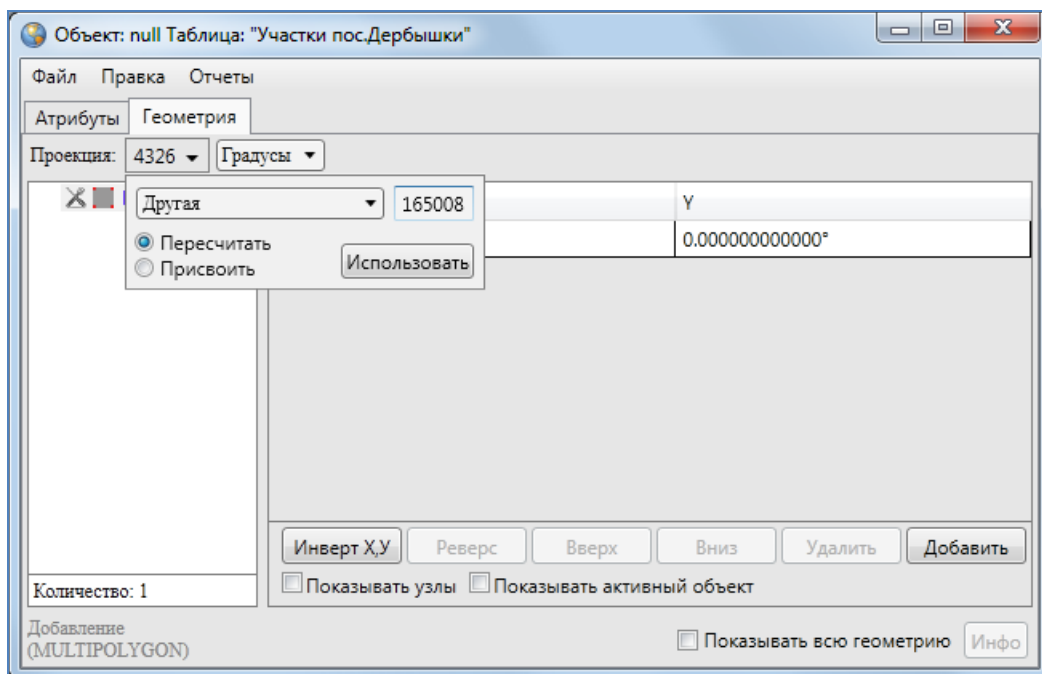 Объект: null Таблица: "Участки пос.Дербышки"
Файл Правка Отчеты
Атрибуты Геометрия
Проекция: 4326 Градусы
Другая 165008
Y
Пересчитать
0.000000000000°
Присвоить
Использовать
Инверт X,У Реверс Вверх Вниз Удалить Добавить
Показывать узлы Показывать активный объект
Количество: 1
Добавление
(MULTIPOLYGON)
Показывать всю геометрию Инфо